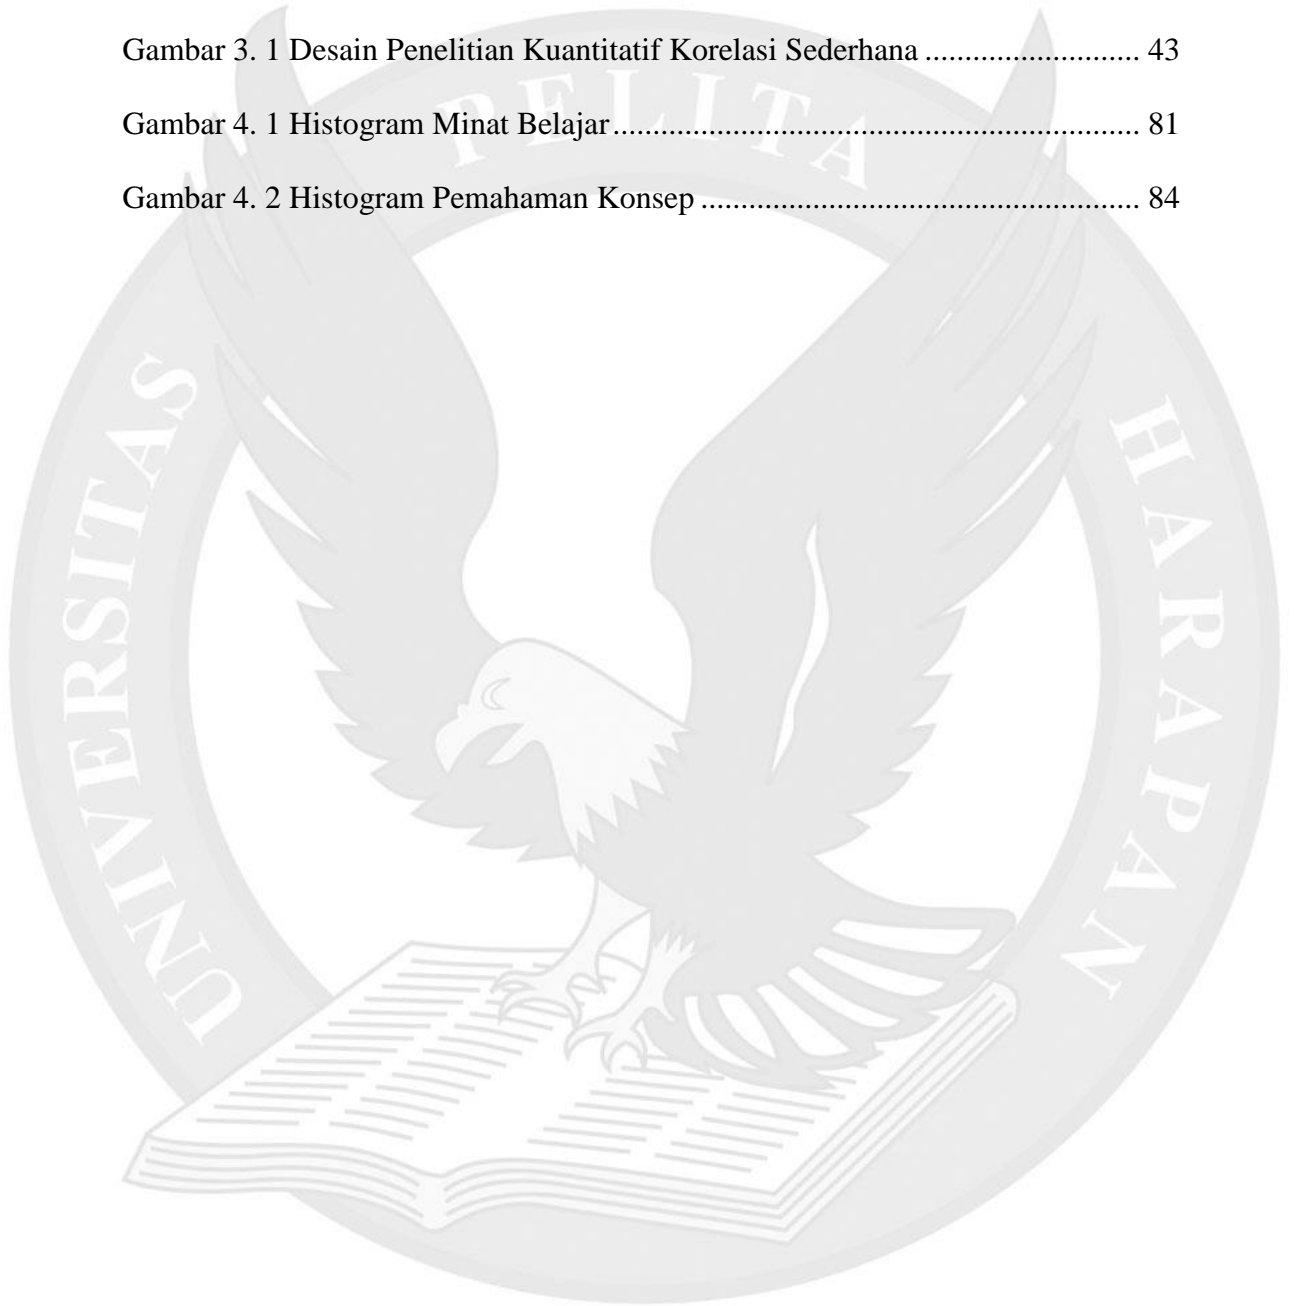 Gambar 3. 1 Desain Penelitian Kuantitatif Korelasi Sederhana ........................... 43
Gambar 4. 1 Histogram Minat Belajar.................................................................. 81
Gambar 4. 2 Histogram Pemahaman Konsep ....................................................... 84
UNIVERSITAS PELITA HARAPAN